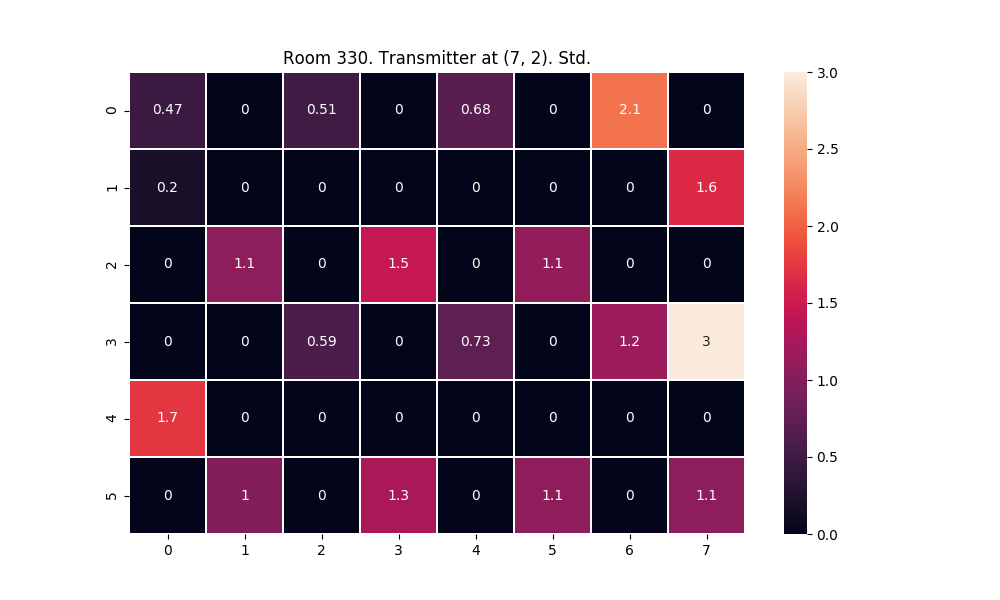 Room 330. Transmitter at (7, 2). Std.
0 0.47 0 0.51 0 0.68 0 2.1 0
1 0.2 0 0 0 0 0 0 1.6
2 0 1.1 0 1.5 0 1.1 0 0
3 0 0 0.59 0 0.73 0 1.2 3
4 1.7 0 0 0 0 0 0 0
5 0 1 0 1.3 0 1.1 0 1.1
0 1 2 3 4 5 6 7
3.0
2.5
2.0
1.5
1.0
0.5
0.0